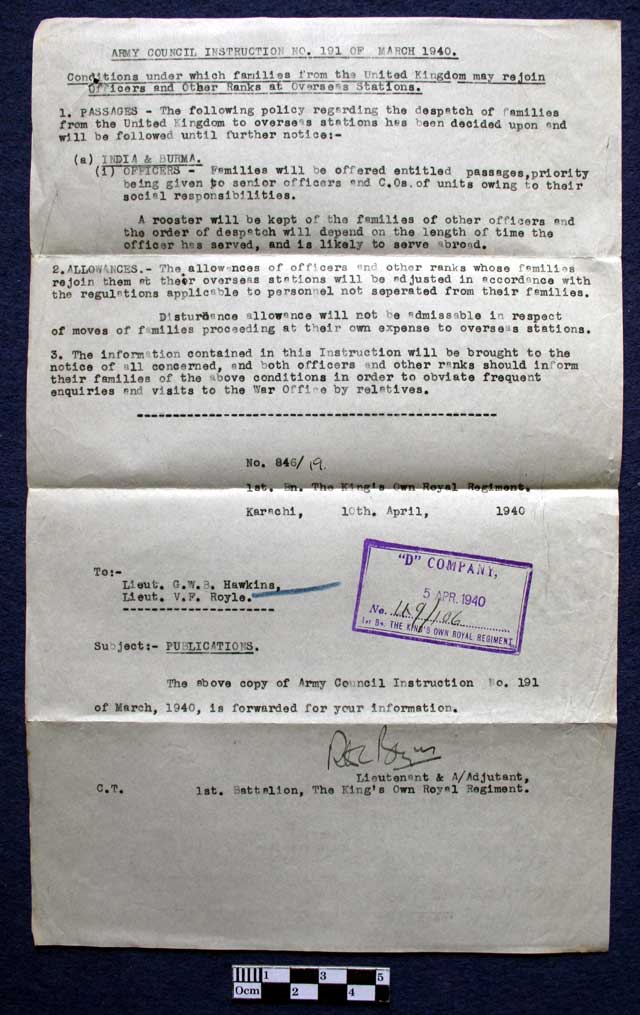 ARMY COUNCIL INSTRUCTION NO. 191 OF MARCH 1940.
Conditions under which families from the United Kingdom may rejoin
Officers and Other Ranks at Overseas Stations.
1. PASSAGES - The following policy regarding the despatch of families
from the United Kingdom to overseas stations has been decided upon and
will be followed until further notice:-
(a) INDIA & BURMA.
(i) OFFICERS - Families will be offered entitled passages,priority
being given to senior officers and C.Os.of units owing to their
social responsibilities.
A rooster will be kept of the families of other officers and
the order of despatch will depend on the length of time the
officer has served, and is likely to serve abroad.
2.ALLOWANCES.- The allowances of officers and other ranks whose families
rejoin them at their overseas stations will be adjusted in accordance with
the regulations applicable to personnel not seperated from their families.
Disturbance allowance will not be admissable in respect
of moves of families proceeding at their own expense to overseas stations.
3. The information contained in this Instruction will be brought to the
notice of all concerned, and both officers and other ranks should inform
their families of the above conditions in order to obviate frequent
enquiries and visits to the War Office by relatives.
No. 846/19.
1st. Bn. The King's Own Royal Regiment.
Karachi, 10th. April, 1940
To:-
Lieut. G.W.B. Hawkins,
Lieut. V.F. Royle.
"D" COMPANY,
5 APR. 1940
No.
1st Bn. THE KING'S OWN ROYAL REGIMENT
Subject:- PUBLICATIONS.
The above copy of Army Council Instruction No. 191
of March, 1940, is forwarded for your information.
Lieutenant & A/Adjutant,
C.T. 1st. Battalion, The King's Own Royal Regiment.
0cm 1 2 3 4 5